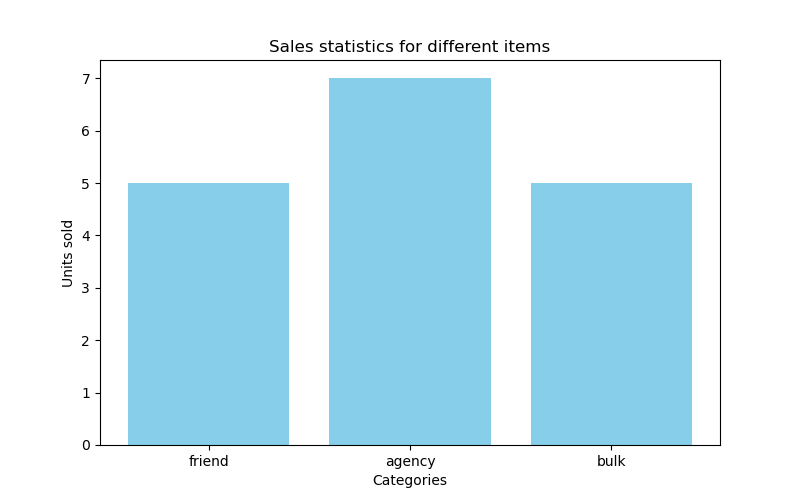 Sales statistics for different items
7
6
5
4
3
2
1
0
Units sold
friend agency bulk
Categories